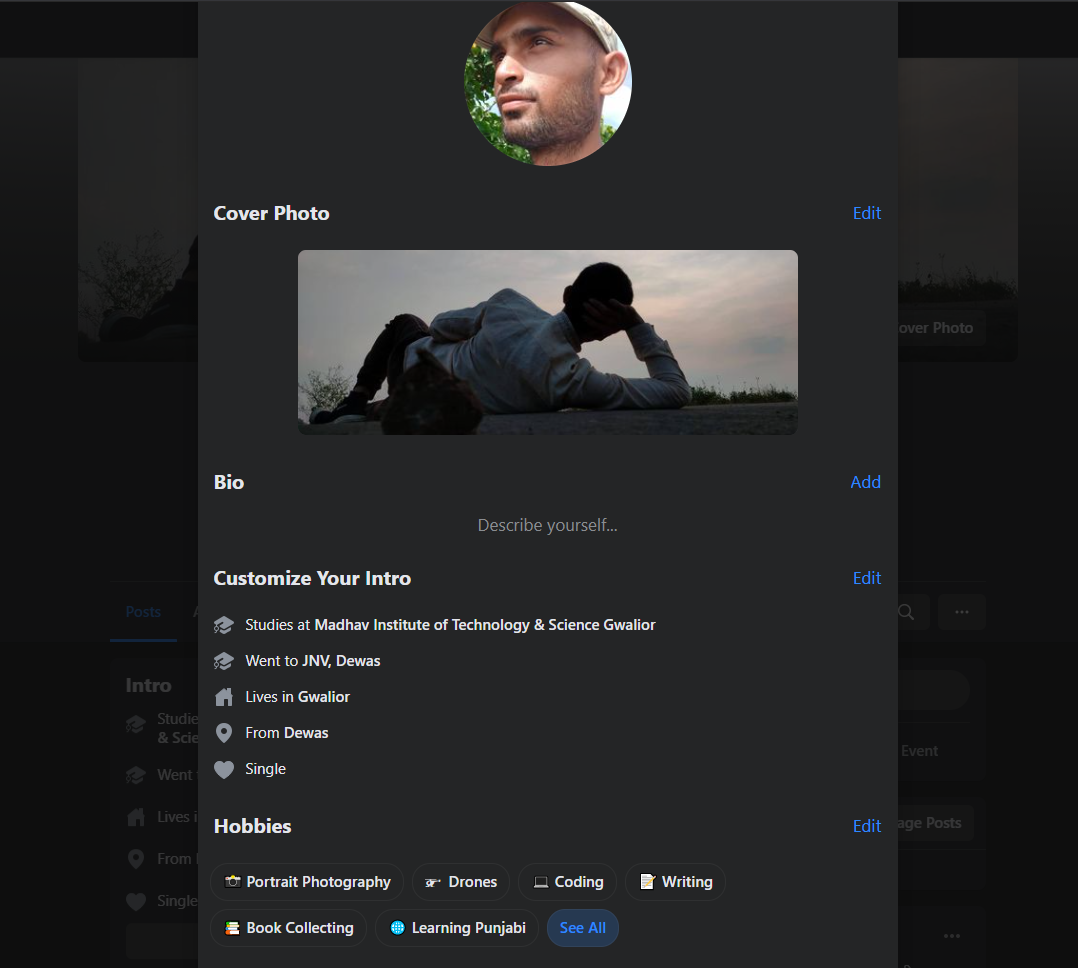 Cover Photo
Edit
over Photo
Bio
Add
Describe yourself...
Customize Your Intro
Edit
Studies at Madhav Institute of Technology & Science Gwalior
Went to JNV, Dewas
Lives in Gwalior
From Dewas
Single
Hobbies
Edit
Portrait Photography
Drones
Coding
Writing
Book Collecting
Learning Punjabi
See All
Posts
Intro
Studie
& Scie
Went
Lives i
From
Single
Event
age Posts